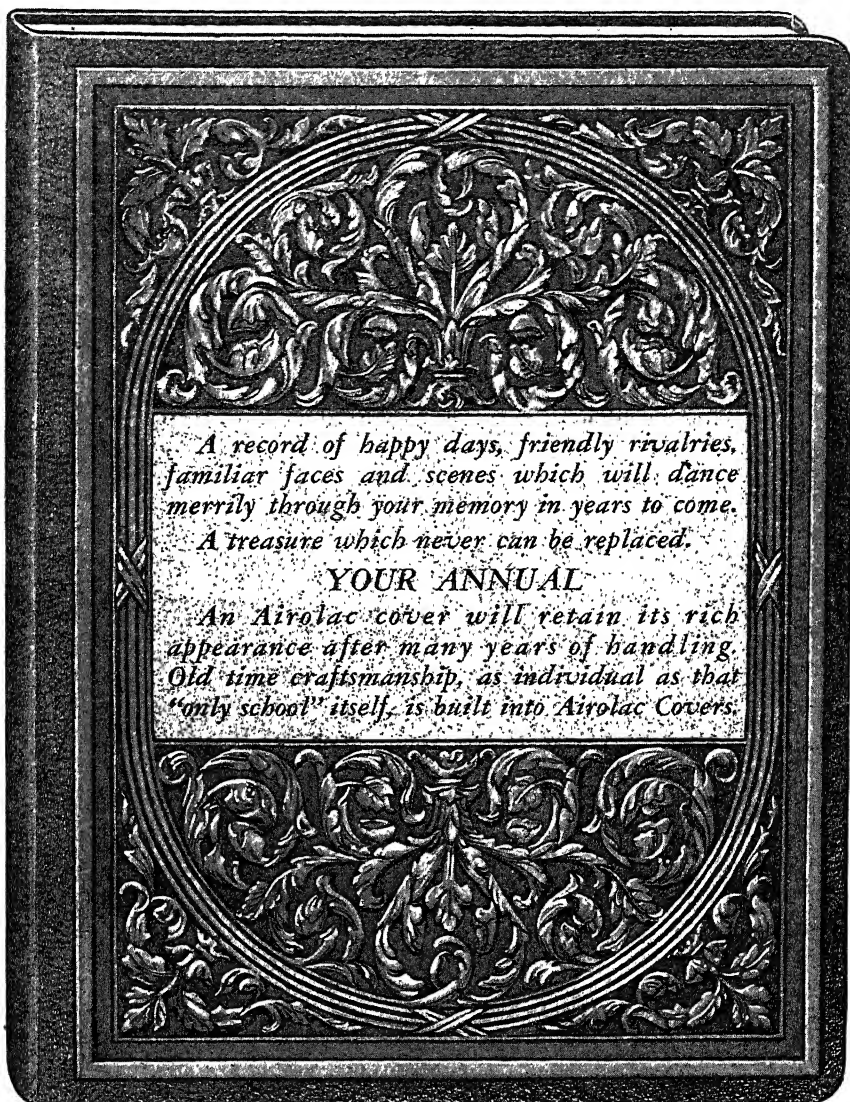 A record of happy days, friendly rivalries,
familiar faces and scenes which will dance
merrily through your memory in years to come.
A treasure which never can be replaced.
YOUR ANNUAL
An Airolac cover will retain its rich
appearance after many years of handling.
Old time craftsmanship, as individual as that
"only school" itself, is built into Airolac Covers.